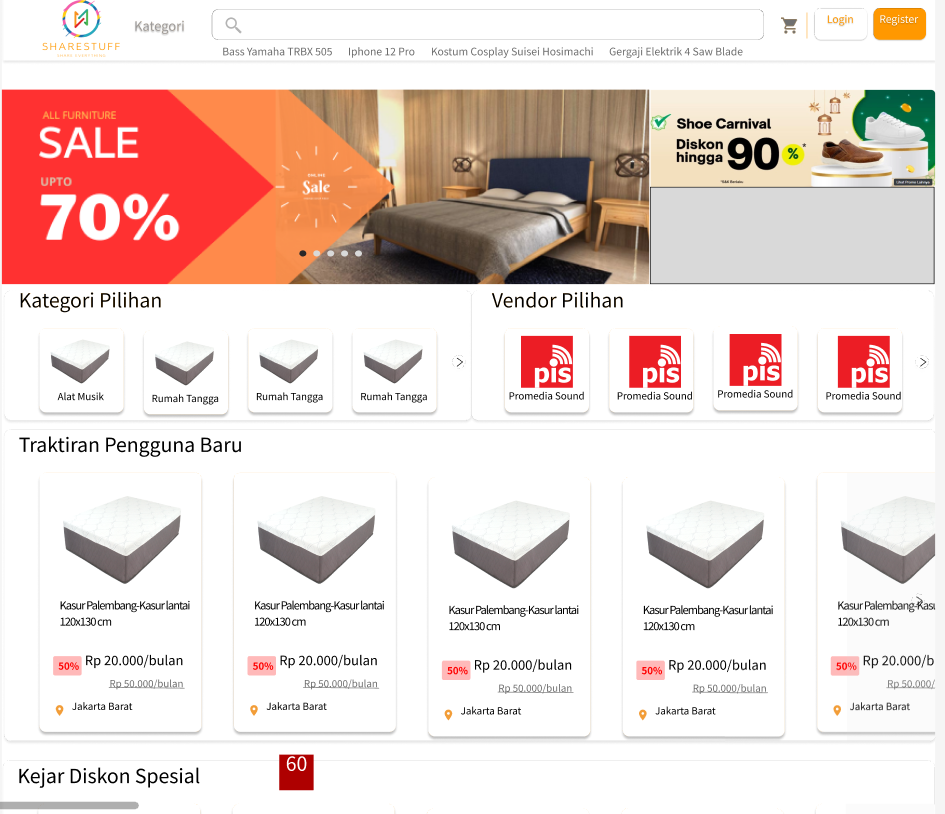 SHARESTUFF
Kategori
Login
Register
Bass Yamaha TRBX 505
Iphone 12 Pro
Kostum Cosplay Suisei Hosimachi
Gergaji Elektrik 4 Saw Blade
ALL FURNITURE
SALE
UPTO
70%
ONLINE
Sale
Shoe Carnival
Diskon
hingga
90%*
Kategori Pilihan
Alat Musik
Rumah Tangga
Rumah Tangga
Rumah Tangga
>
Vendor Pilihan
pis
Promedia Sound
pis
Promedia Sound
pis
Promedia Sound
pis
Promedia Sound
>
Traktiran Pengguna Baru
Kasur Palembang-Kasur lantai
120x130 cm
50% Rp 20.000/bulan
Rp 50.000/bulan
Jakarta Barat
Kasur Palembang-Kasur lantai
120x130 cm
50% Rp 20.000/bulan
Rp 50.000/bulan
Jakarta Barat
Kasur Palembang-Kasur lantai
120x130 cm
50% Rp 20.000/bulan
Rp 50.000/bulan
Jakarta Barat
Kasur Palembang-Kasur lantai
120x130 cm
50% Rp 20.000/bulan
Rp 50.000/bulan
Jakarta Barat
Kasur Palembang-Kasu
120x130 cm
50% Rp 20.000/b
Rp 50.000/
Jakarta Barat
>
Kejar Diskon Spesial
60